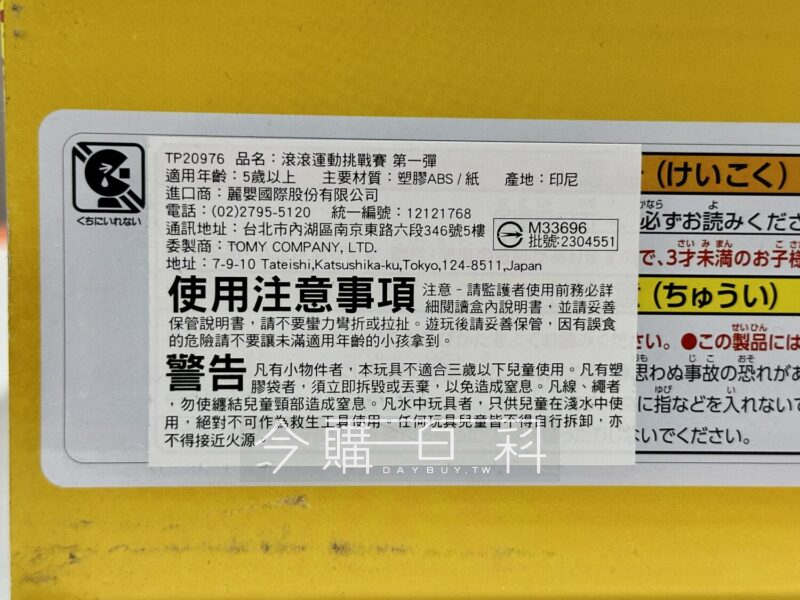 くちにいれない
TP20976 品名：滾滾運動挑戰賽 第一彈
適用年齡：5歲以上 主要材質：塑膠ABS/紙 產地：印尼
進口商：麗嬰國際股份有限公司
電話：(02)2795-5120 統一編號：12121768
通訊地址：台北市內湖區南京東路六段346號5樓
M33696
批號:2304551
委製商：TOMY COMPANY, LTD.
地址：7-9-10 Tateishi,Katsushika-ku,Tokyo,124-8511,Japan
使用注意事項 注意－請監護者使用前務必詳
細閱讀盒內說明書，並請妥善
保管說明書，請不要蠻力彎折或拉扯。遊玩後請妥善保管，因有誤食
的危險請不要讓未滿適用年齡的小孩拿到。
警告 凡有小物件者，本玩具不適合三歲以下兒童使用。凡有塑
膠袋者，須立即拆毀或丟棄，以免造成窒息。凡線、繩者
，勿使纏結兒童頸部造成窒息。凡水中玩具者，只供兒童在淺水中使
用，絕對不可作為救生工具使用。任何玩具兒童皆不得自行拆卸，亦
不得接近火源
(けいこく)
必ずお読みくださ
で、3才未満のお子様
(ちゅうい)
さい。●この製品には
思わぬ事故の恐れがあ
に指などを入れないで
ないでください。
今購百科
DAYBUY.TW